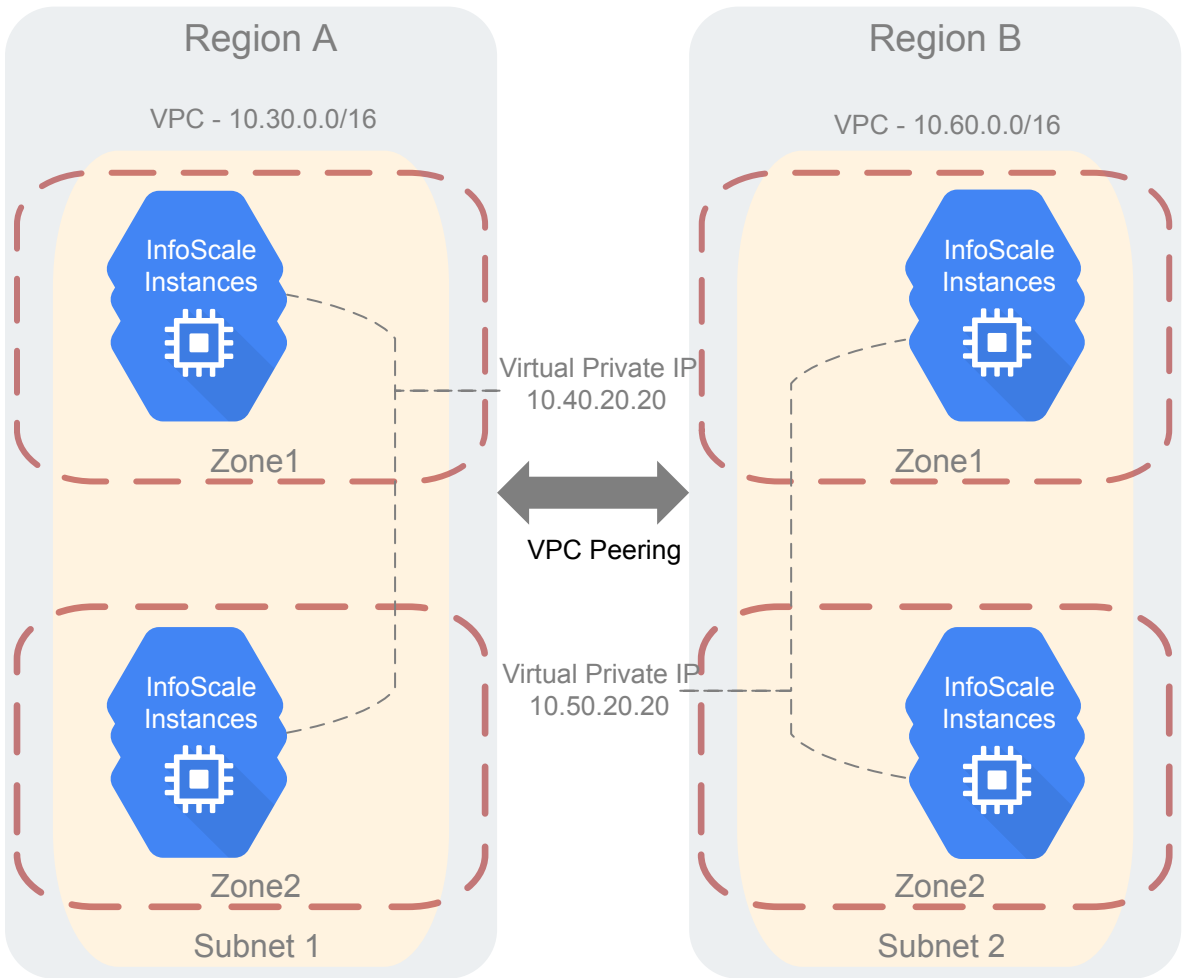 Region A
VPC - 10.30.0.0/16
InfoScale
Instances
Zone1
InfoScale
Instances
Zone2
Subnet 1
Virtual Private IP
10.40.20.20
VPC Peering
Virtual Private IP
10.50.20.20
Region B
VPC - 10.60.0.0/16
InfoScale
Instances
Zone1
InfoScale
Instances
Zone2
Subnet 2